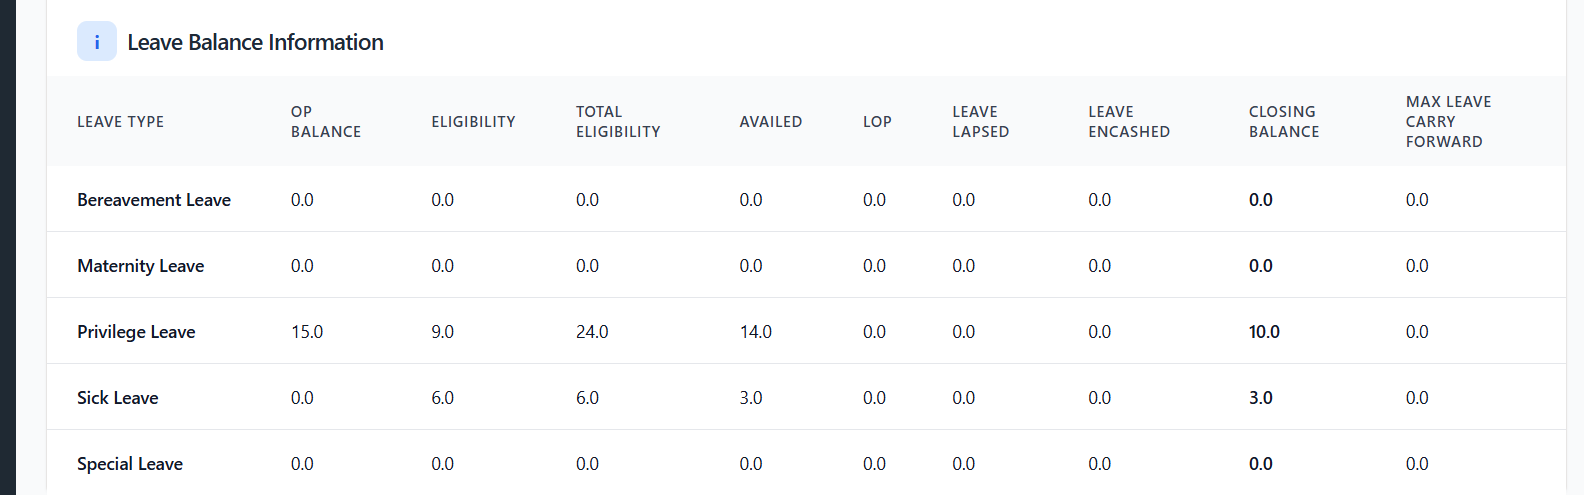 i Leave Balance Information
LEAVE TYPE OP BALANCE ELIGIBILITY TOTAL ELIGIBILITY AVAILED LOP LEAVE LAPSED LEAVE ENCASHED CLOSING BALANCE MAX LEAVE CARRY FORWARD
Bereavement Leave 0.0 0.0 0.0 0.0 0.0 0.0 0.0 0.0 0.0
Maternity Leave 0.0 0.0 0.0 0.0 0.0 0.0 0.0 0.0 0.0
Privilege Leave 15.0 9.0 24.0 14.0 0.0 0.0 0.0 10.0 0.0
Sick Leave 0.0 6.0 6.0 3.0 0.0 0.0 0.0 3.0 0.0
Special Leave 0.0 0.0 0.0 0.0 0.0 0.0 0.0 0.0 0.0